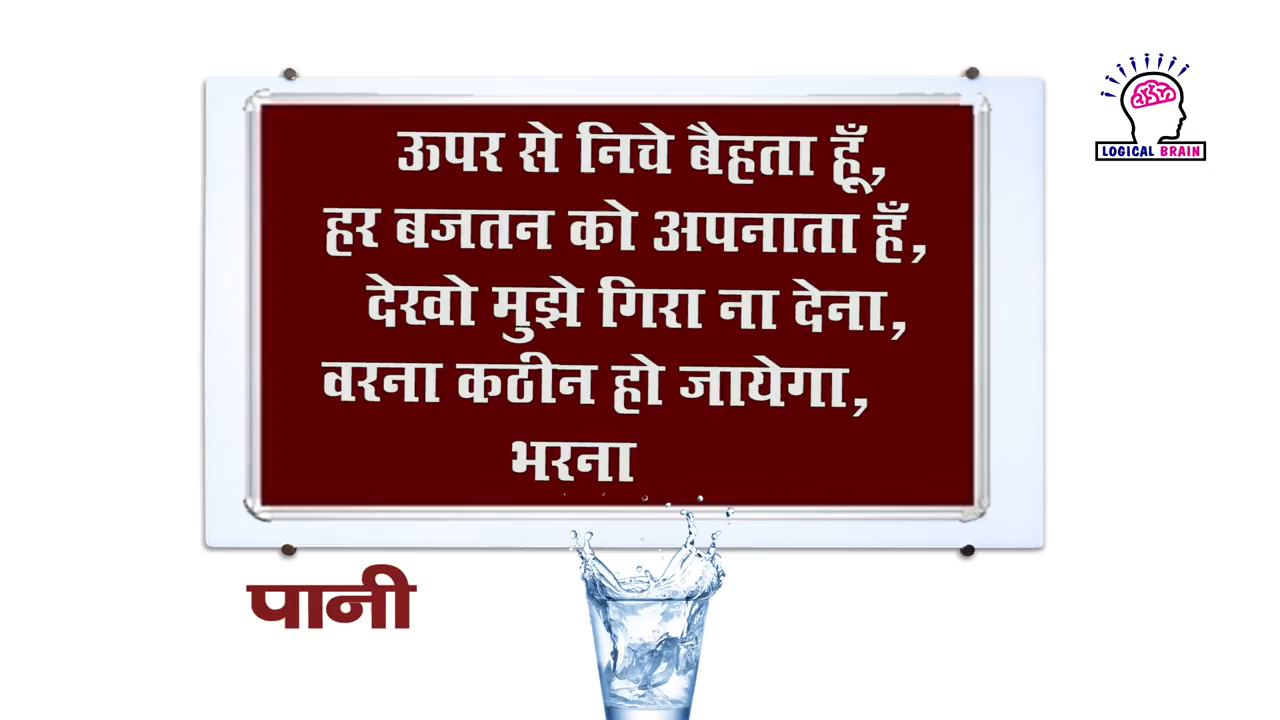 ऊपर से निचे बैहता हूँ,
हर बजतन को अपनाता हँ,
देखो मुझे गिरा ना देना,
वरना कठीन हो जायेगा,
भरना
पानी
LOGICAL BRAIN